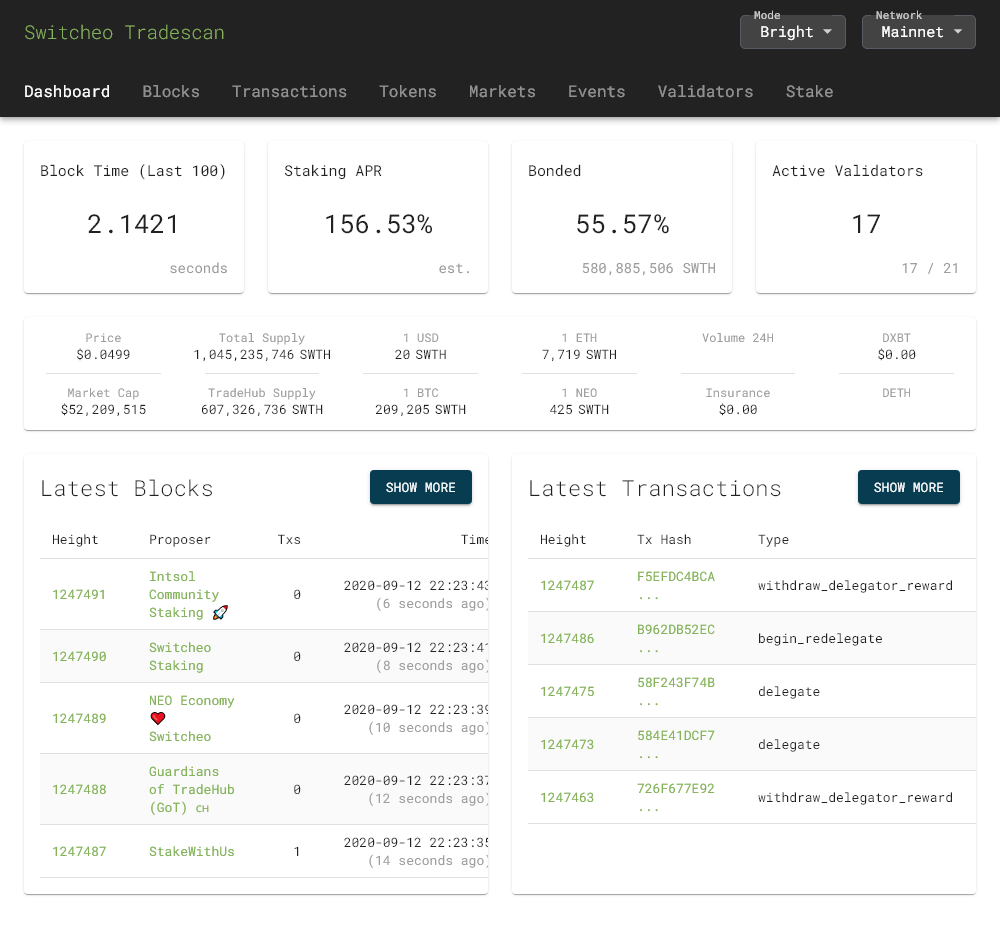 Switcheo Tradescan
Mode
Bright
Network
Mainnet
Dashboard Blocks Transactions Tokens Markets Events Validators Stake
Block Time (Last 100)
2.1421
seconds
Staking APR
156.53%
est.
Bonded
55.57%
580,885,506 SWTH
Active Validators
17
17 / 21
Price Total Supply 1 USD 1 ETH Volume 24H DXBT
$0.0499 1,045,235,746 SWTH 20 SWTH 7,719 SWTH $0.00
Market Cap TradeHub Supply 1 BTC 1 NEO Insurance DETH
$52,209,515 607,326,736 SWTH 209,205 SWTH 425 SWTH $0.00
Latest Blocks SHOW MORE
Height Proposer Txs Time
1247491 Intsol Community Staking 🚀 0 2020-09-12 22:23:43
(6 seconds ago)
1247490 Switcheo Staking 0 2020-09-12 22:23:41
(8 seconds ago)
1247489 NEO Economy ❤️ Switcheo 0 2020-09-12 22:23:39
(10 seconds ago)
1247488 Guardians of TradeHub (GoT) CH 0 2020-09-12 22:23:37
(12 seconds ago)
1247487 StakeWithUs 1 2020-09-12 22:23:35
(14 seconds ago)
Latest Transactions SHOW MORE
Height Tx Hash Type
1247487 F5EFDC4BCA ... withdraw_delegator_reward
1247486 B962DB52EC ... begin_redelegate
1247475 58F243F74B ... delegate
1247473 584E41DCF7 ... delegate
1247463 726F677E92 ... withdraw_delegator_reward